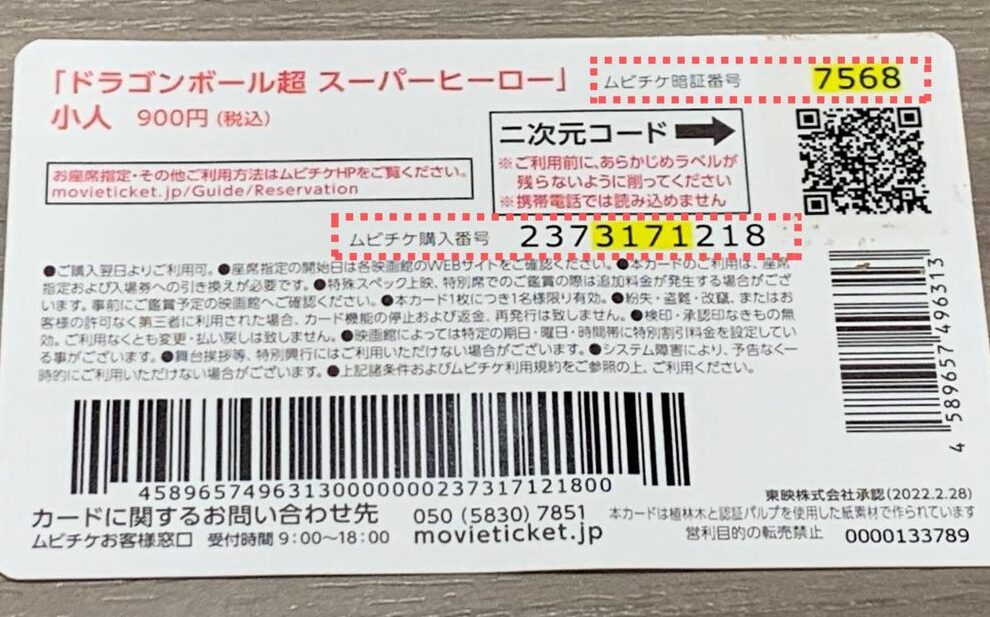 「ドラゴンボール超 スーパーヒーロー」
小人 900円(税込)
ムビチケ暗証番号 7568
二次元コード
※ご利用前に、あらかじめラベルが
残らないように削ってください
※携帯電話では読み込めません
お座席指定・その他ご利用方法はムビチケHPをご覧ください。
movieticket.jp/Guide/Reservation
ムビチケ購入番号 2373171218
●ご購入翌日よりご利用可。●座席指定の開始日は各映画館のWEBサイトをご確認ください。●本カードのご利用は、座席
指定および入場券への引き換えが必要です。●特殊スペック上映、特別席でのご鑑賞の際は追加料金が発生する場合がござ
います。事前にご鑑賞予定の映画館へご確認ください。●本カード1枚につき1名様限り有効。●紛失・盗難・改竄、またはお
客様の許可なく第三者に利用された場合、カード機能の停止および返金、再発行は致しません。●検印・承認印なきもの無
効。ご利用なくとも変更・払い戻しは致しません。●映画館によっては特定の期日・曜日・時間帯に特別割引料金を設定してい
る事がございます。●舞台挨拶等、特別興行にはご利用いただけない場合がございます。●システム障害により、予告なく一
時的にご利用いただけない場合がございます。●上記諸条件およびムビチケ利用規約をご参照の上、ご利用ください。
4589657496313
458965749631300000000237317121800
カードに関するお問い合わせ先 050 (5830) 7851
ムビチケお客様窓口 受付時間 9:00〜18:00 movieticket.jp
東映株式会社承認(2022.2.28)
本カードは植林木と認証パルプを使用した紙素材で作られています
営利目的の転売禁止 0000133789